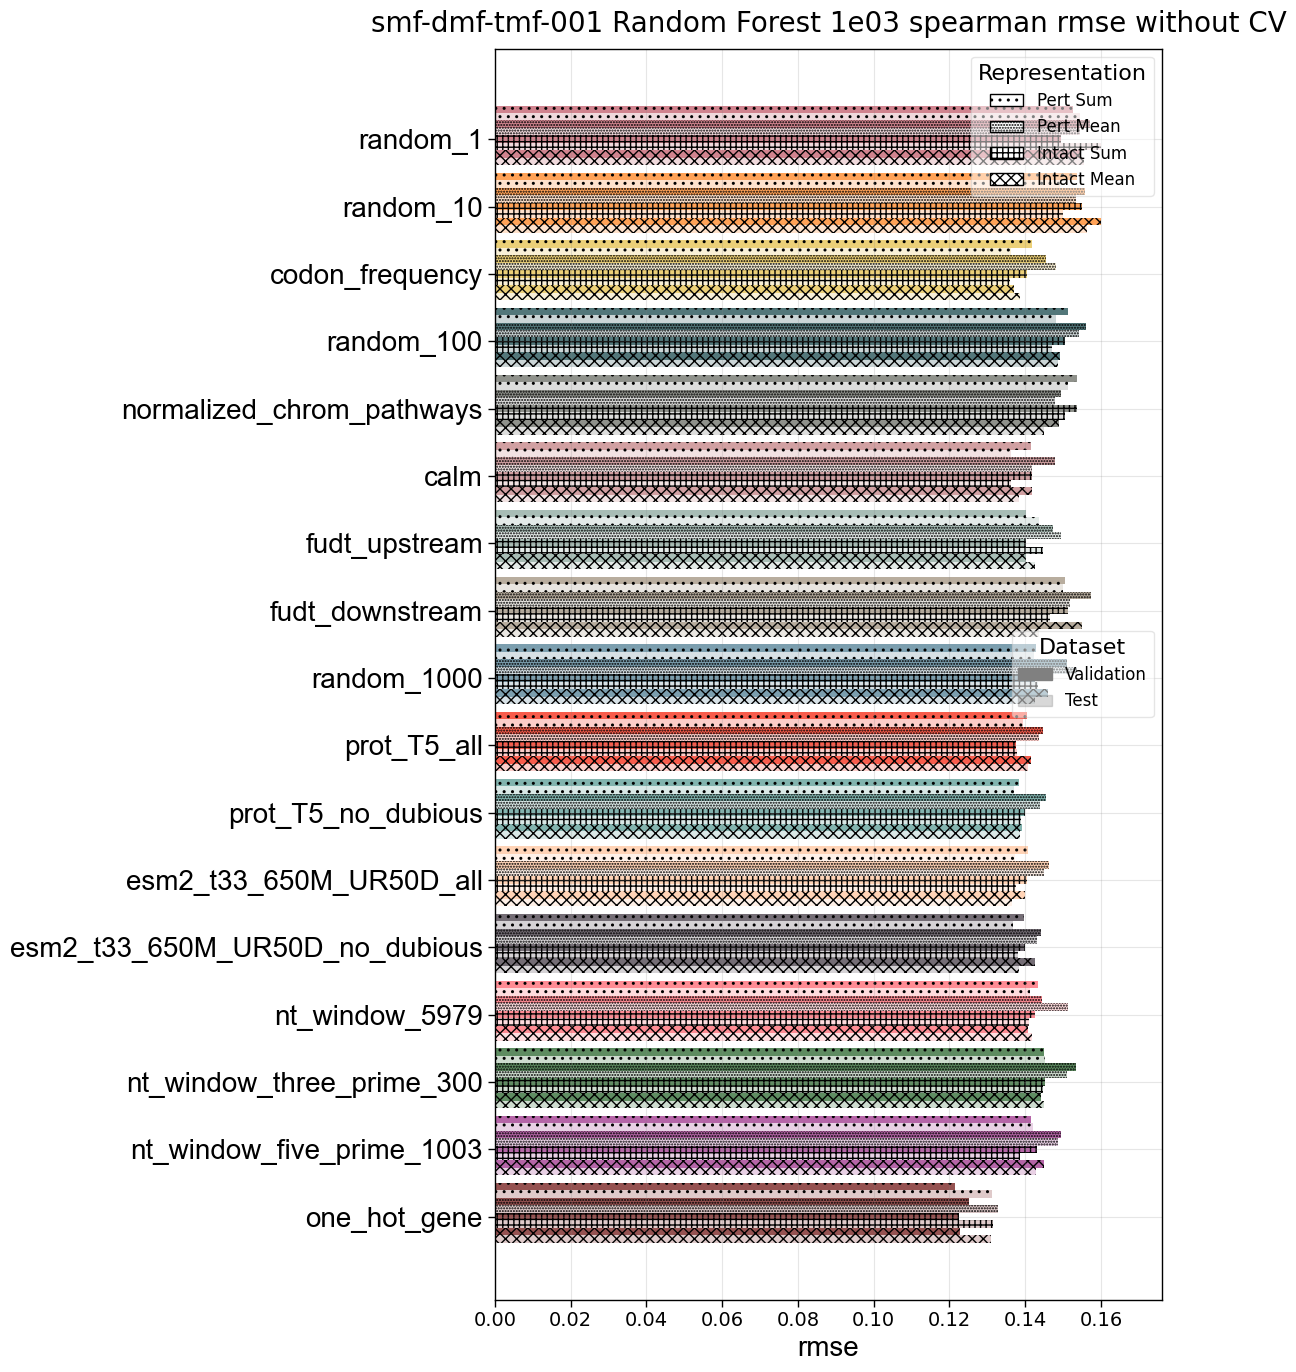 smf-dmf-tmf-001 Random Forest 1e03 spearman rmse without CV
Representation
Pert Sum
Pert Mean
Intact Sum
Intact Mean
random_1
random_10
codon_frequency
random_100
normalized_chrom_pathways
calm
fudt_upstream
fudt_downstream
Dataset
Validation
Test
random_1000
prot_T5_all
prot_T5_no_dubious
esm2_t33_650M_UR50D_all
esm2_t33_650M_UR50D_no_dubious
nt_window_5979
nt_window_three_prime_300
nt_window_five_prime_1003
one_hot_gene
0.00 0.02 0.04 0.06 0.08 0.10 0.12 0.14 0.16
rmse